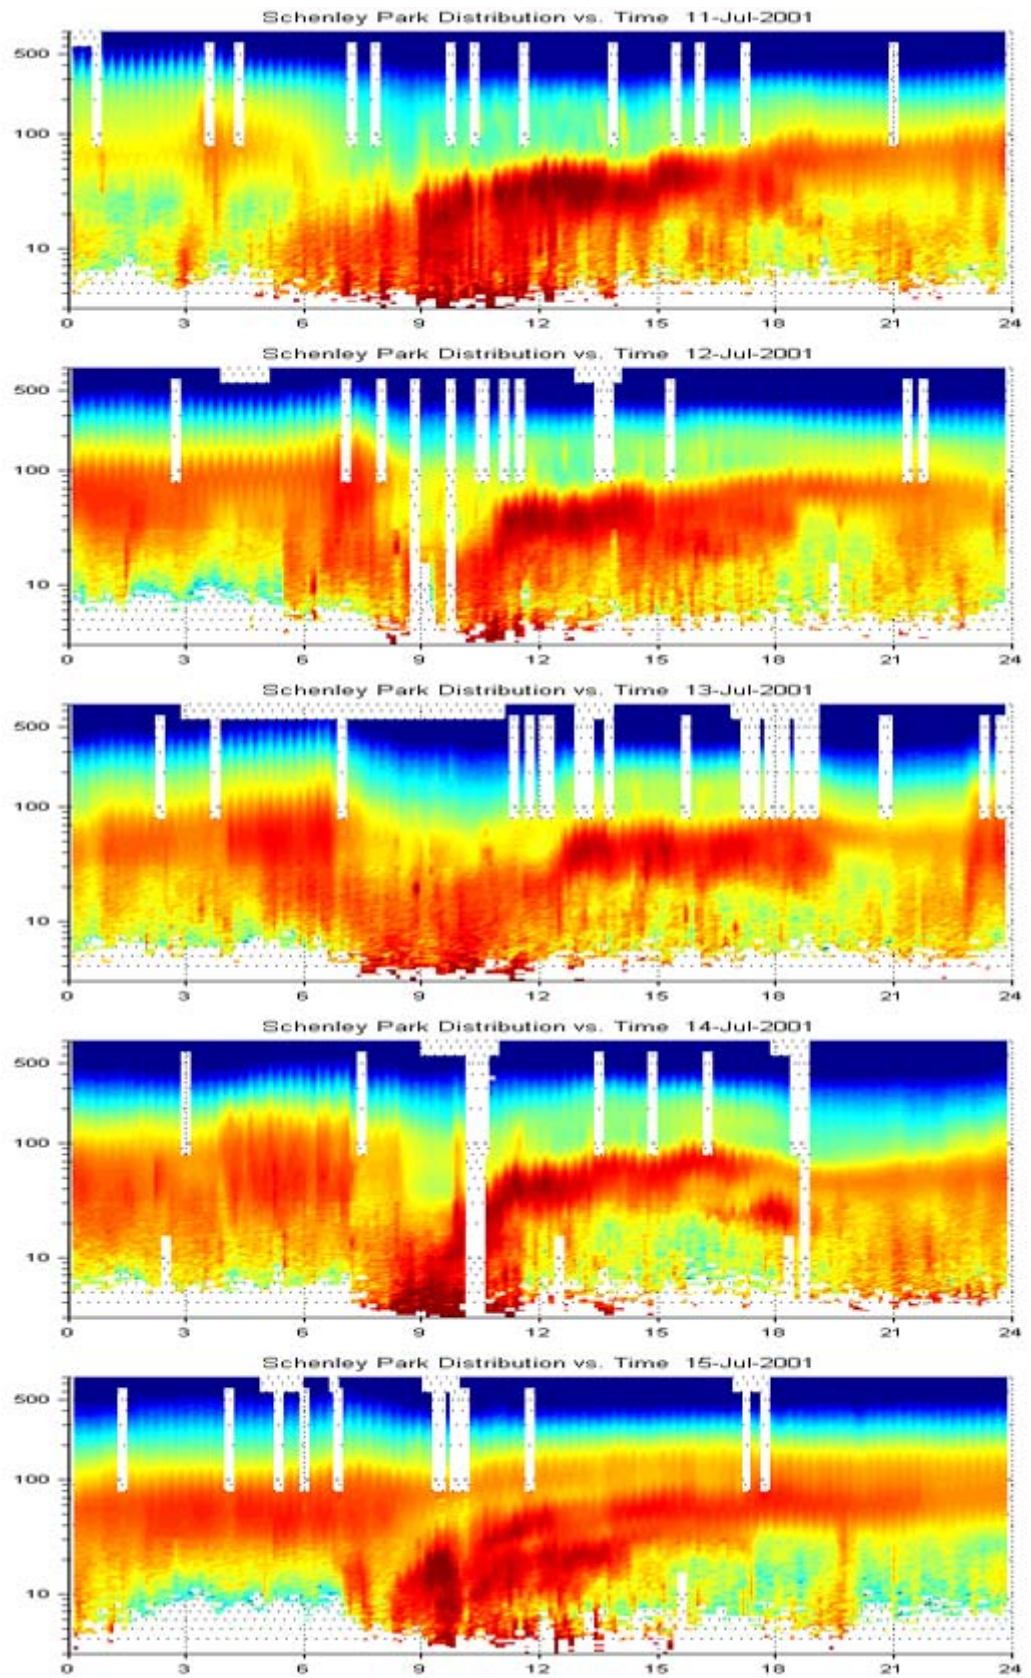 Schenley Park Distribution vs. Time 11-Jul-2001
500
100
10
0 3 6 9 12 15 18 21 24
Schenley Park Distribution vs. Time 12-Jul-2001
500
100
10
0 3 6 9 12 15 18 21 24
Schenley Park Distribution vs. Time 13-Jul-2001
500
100
10
0 3 6 9 12 15 18 21 24
Schenley Park Distribution vs. Time 14-Jul-2001
500
100
10
0 3 6 9 12 15 18 21 24
Schenley Park Distribution vs. Time 15-Jul-2001
500
100
10
0 3 6 9 12 15 18 21 24